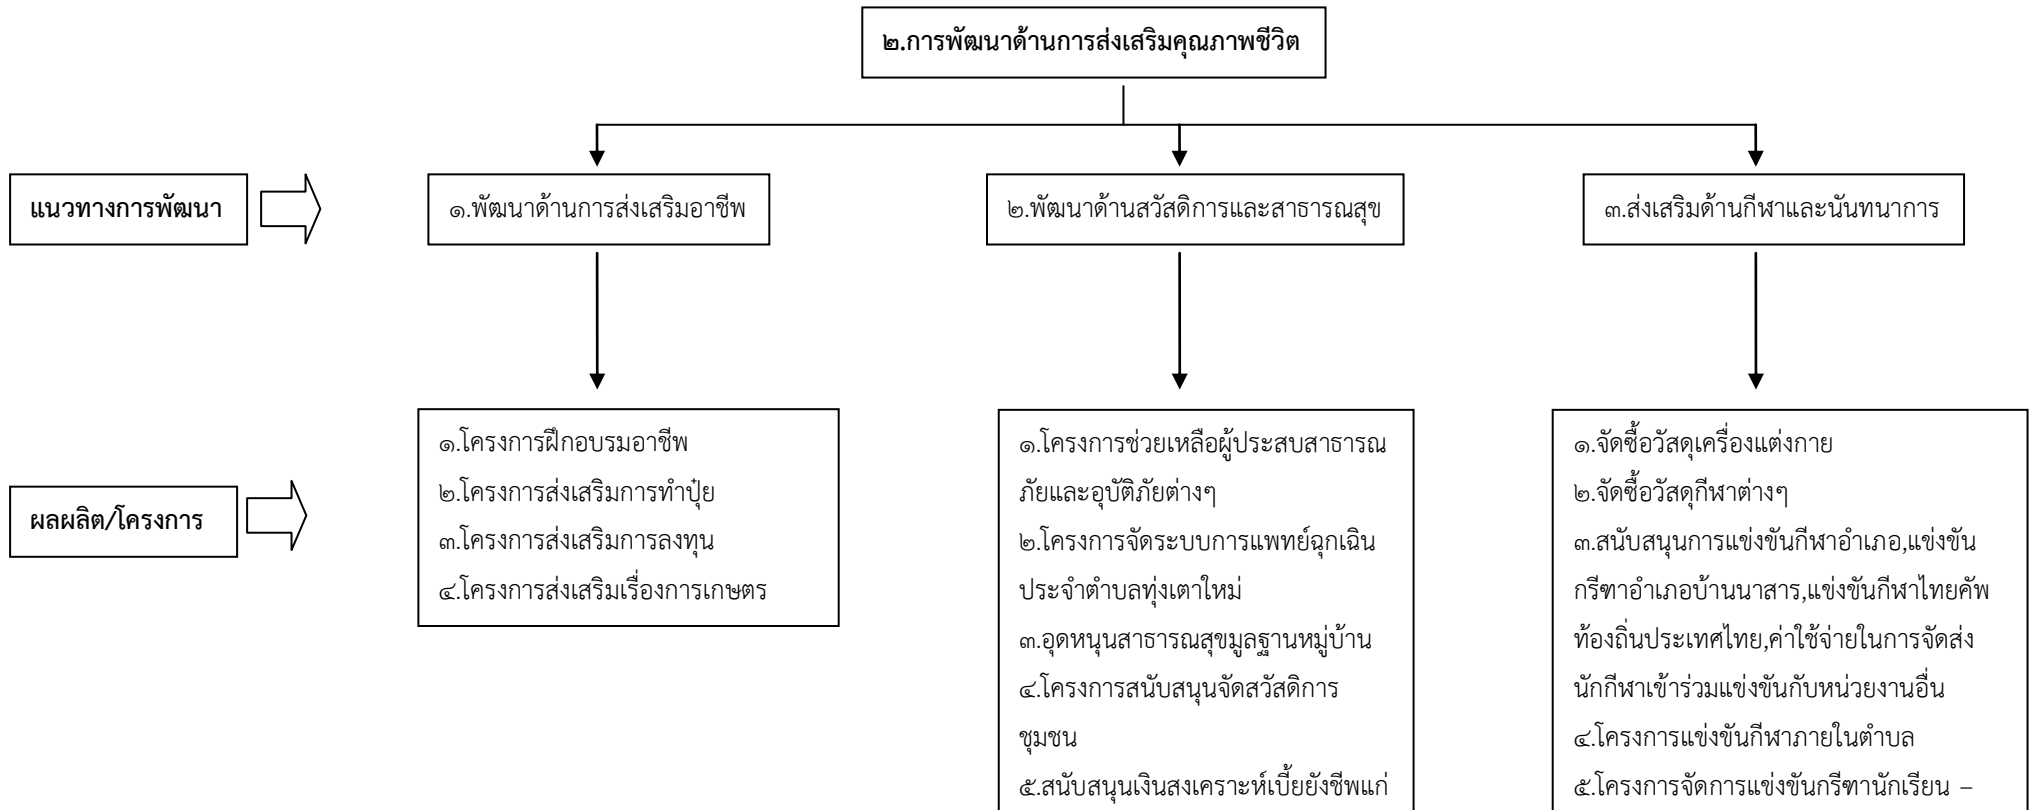 ๒.การพัฒนาด้านการส่งเสริมคุณภาพชีวิต
แนวทางการพัฒนา
๑.พัฒนาด้านการส่งเสริมอาชีพ
๒.พัฒนาด้านสวัสดิการและสาธารณสุข
๓.ส่งเสริมด้านกีฬาและนันทนาการ
ผลผลิต/โครงการ
๑.โครงการฝึกอบรมอาชีพ
๒.โครงการส่งเสริมการทำปุ๋ย
๓.โครงการส่งเสริมการลงทุน
๔.โครงการส่งเสริมเรื่องการเกษตร
๑.โครงการช่วยเหลือผู้ประสบสาธารณ
ภัยและอุบัติภัยต่างๆ
๒.โครงการจัดระบบการแพทย์ฉุกเฉิน
ประจำตำบลทุ่งเตาใหม่
๓.อุดหนุนสาธารณสุขมูลฐานหมู่บ้าน
๔.โครงการสนับสนุนจัดสวัสดิการ
ชุมชน
๕.สนับสนุนเงินสงเคราะห์เบี้ยยังชีพแก่
๑.จัดซื้อวัสดุเครื่องแต่งกาย
๒.จัดซื้อวัสดุกีฬาต่างๆ
๓.สนับสนุนการแข่งขันกีฬาอำเภอ,แข่งขัน
กรีฑาอำเภอบ้านนาสาร,แข่งขันกีฬาไทยคัพ
ท้องถิ่นประเทศไทย,ค่าใช้จ่ายในการจัดส่ง
นักกีฬาเข้าร่วมแข่งขันกับหน่วยงานอื่น
๔.โครงการแข่งขันกีฬาภายในตำบล
๕.โครงการจัดการแข่งขันกรีฑานักเรียน –